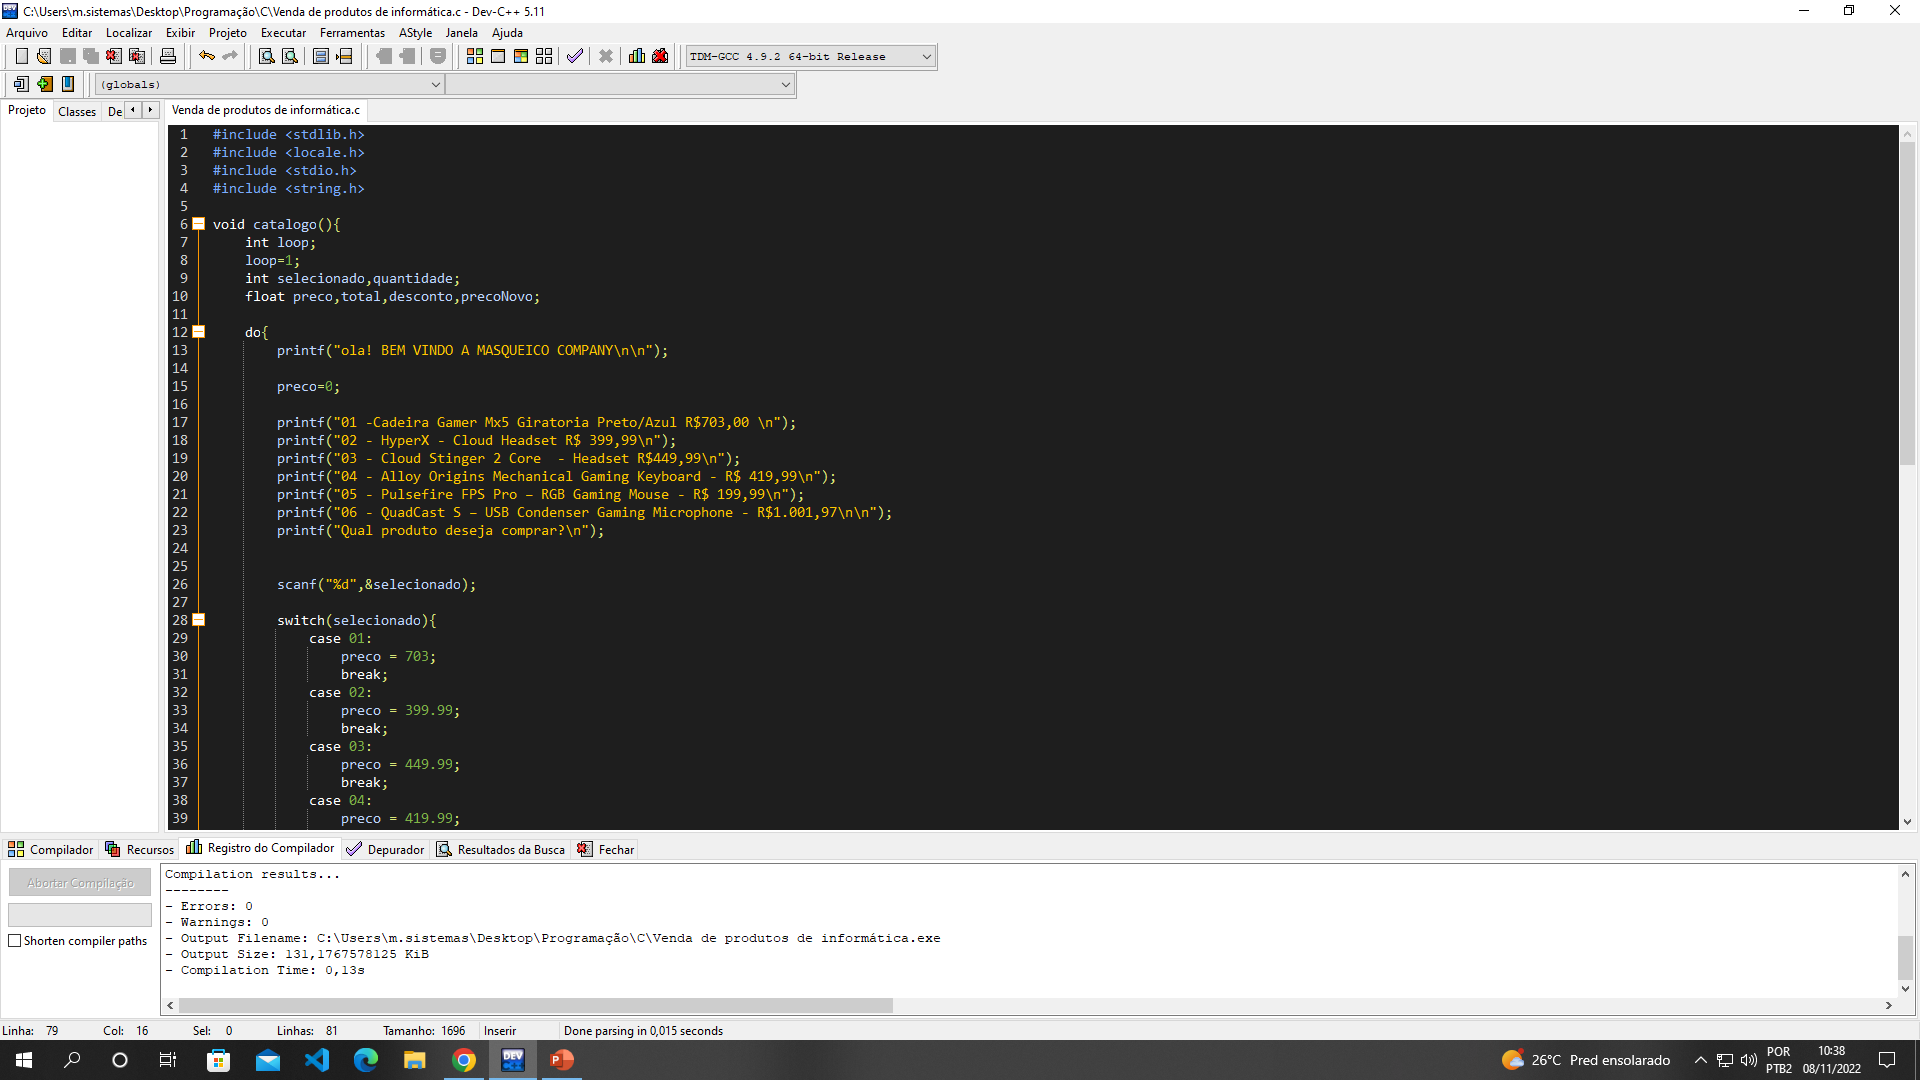 C:\Users\m.sistemas\Desktop\Programação\C\Venda de produtos de informática.c - Dev-C++ 5.11
Arquivo Editar Localizar Exibir Projeto Executar Ferramentas AStyle Janela Ajuda
TDM-GCC 4.9.2 64-bit Release
(globals)
Projeto Classes De
Venda de produtos de informática.c
1 #include <stdlib.h>
2 #include <locale.h>
3 #include <stdio.h>
4 #include <string.h>
5
6 void catalogo(){
7 int loop;
8 loop=1;
9 int selecionado,quantidade;
10 float preco,total,desconto,precoNovo;
11
12 do{
13 printf("ola! BEM VINDO A MASQUEICO COMPANY\n\n");
14
15 preco=0;
16
17 printf("01 -Cadeira Gamer Mx5 Giratoria Preto/Azul R$703,00 \n");
18 printf("02 - HyperX - Cloud Headset R$ 399,99\n");
19 printf("03 - Cloud Stinger 2 Core  - Headset R$449,99\n");
20 printf("04 - Alloy Origins Mechanical Gaming Keyboard - R$ 419,99\n");
21 printf("05 - Pulsefire FPS Pro – RGB Gaming Mouse - R$ 199,99\n");
22 printf("06 - QuadCast S – USB Condenser Gaming Microphone - R$1.001,97\n\n");
23 printf("Qual produto deseja comprar?\n");
24
25
26 scanf("%d",&selecionado);
27
28 switch(selecionado){
29 case 01:
30 preco = 703;
31 break;
32 case 02:
33 preco = 399.99;
34 break;
35 case 03:
36 preco = 449.99;
37 break;
38 case 04:
39 preco = 419.99;
Compilador Recursos Registro do Compilador Depurador Resultados da Busca Fechar
Abortar Compilação
Shorten compiler paths
Compilation results...
--------
- Errors: 0
- Warnings: 0
- Output Filename: C:\Users\m.sistemas\Desktop\Programação\C\Venda de produtos de informática.exe
- Output Size: 131,1767578125 KiB
- Compilation Time: 0,13s
Linha: 79 Col: 16 Sel: 0 Linhas: 81 Tamanho: 1696 Inserir Done parsing in 0,015 seconds
DEV
26°C Pred ensolarado
POR
PTB2
10:38
08/11/2022